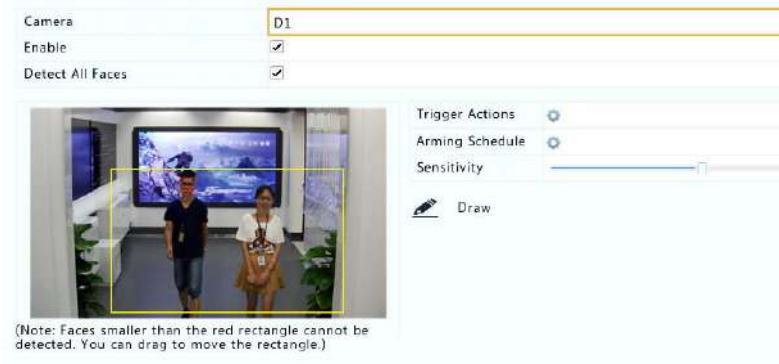 Camera D1
Enable
Detect All Faces
Trigger Actions
Arming Schedule
Sensitivity
Draw
(Note: Faces smaller than the red rectangle cannot be
detected. You can drag to move the rectangle.)